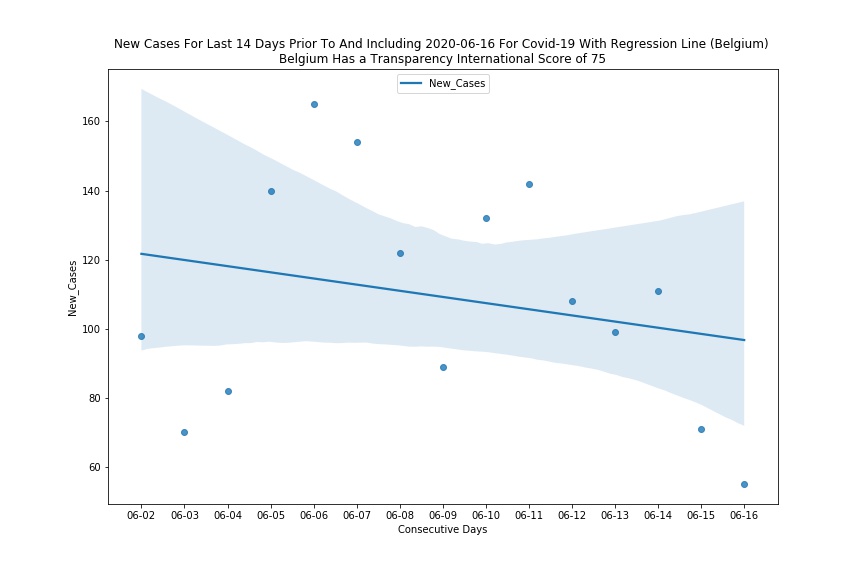 New Cases For Last 14 Days Prior To And Including 2020-06-16 For Covid-19 With Regression Line (Belgium)
Belgium Has a Transparency International Score of 75
New_Cases
160
140
120
100
80
60
New_Cases
06-02 06-03 06-04 06-05 06-06 06-07 06-08 06-09 06-10 06-11 06-12 06-13 06-14 06-15 06-16
Consecutive Days